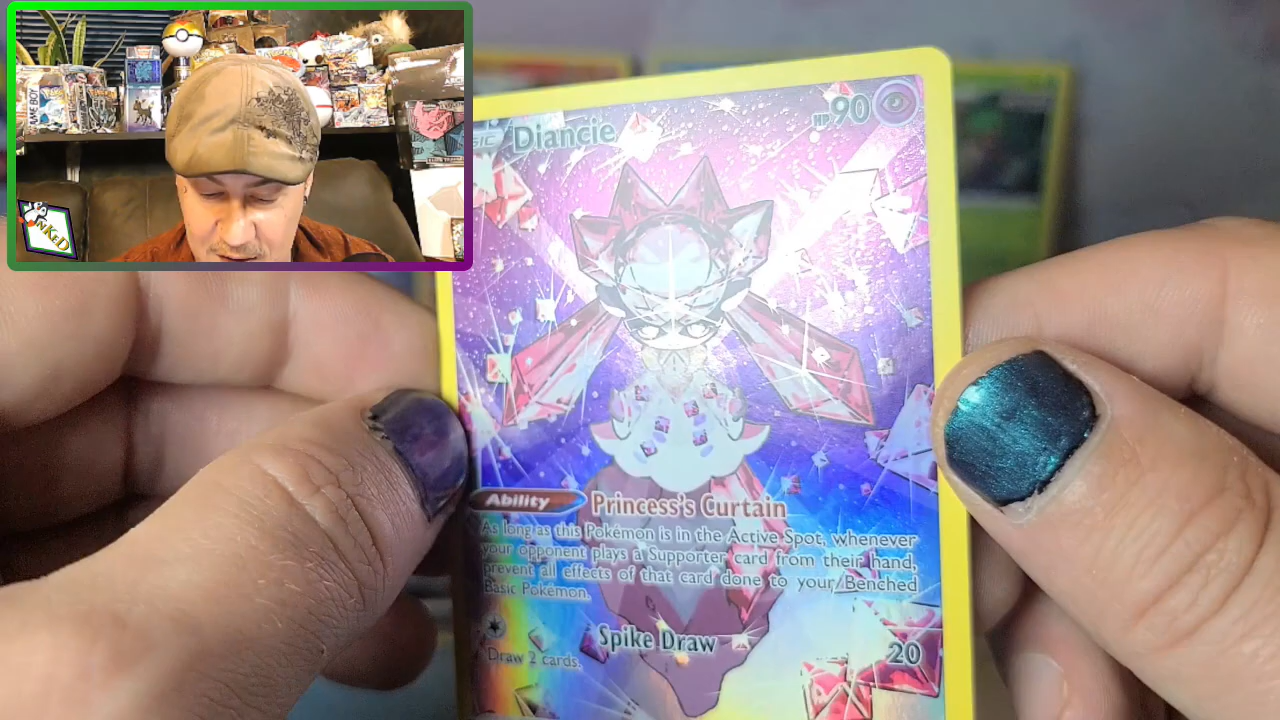 Diancie HP 90
Ability Princess's Curtain
As long as this Pokémon is in the Active Spot, whenever
your opponent plays a Supporter card from their hand,
prevent all effects of that card done to your Benched
Basic Pokémon.
Spike Draw 20
Draw 2 cards.
GAME BOY